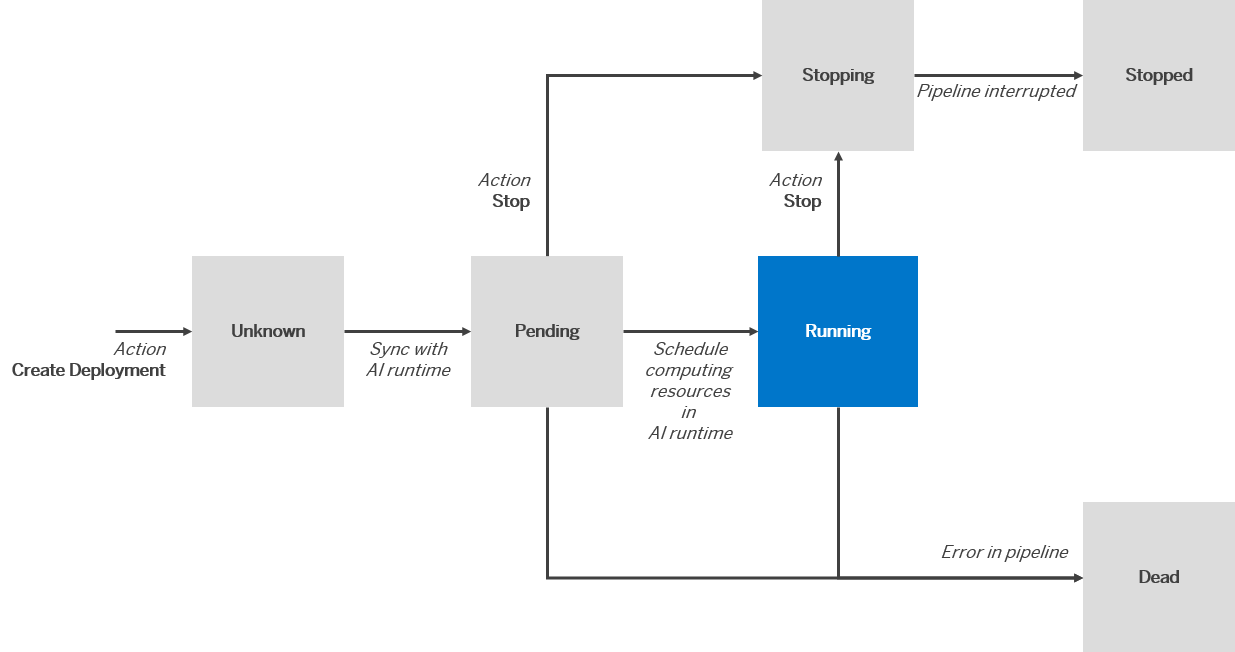 Stopping
Stopped
Pipeline interrupted
Action
Stop
Action
Stop
Unknown
Pending
Running
Action
Create Deployment
Sync with
AI runtime
Schedule
computing
resources
in
AI runtime
Error in pipeline
Dead